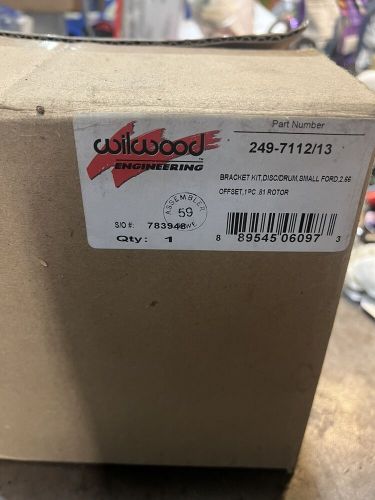 Part Number
wilwood
ENGINEERING
249-7112/13
BRACKET KIT,DISC/DRUM,SMALL FORD,2.66
OFFSET,1PC .81 ROTOR
ASSEMBLER
59
S/O #: 783946
Qty: 1
8 89545 06097 3